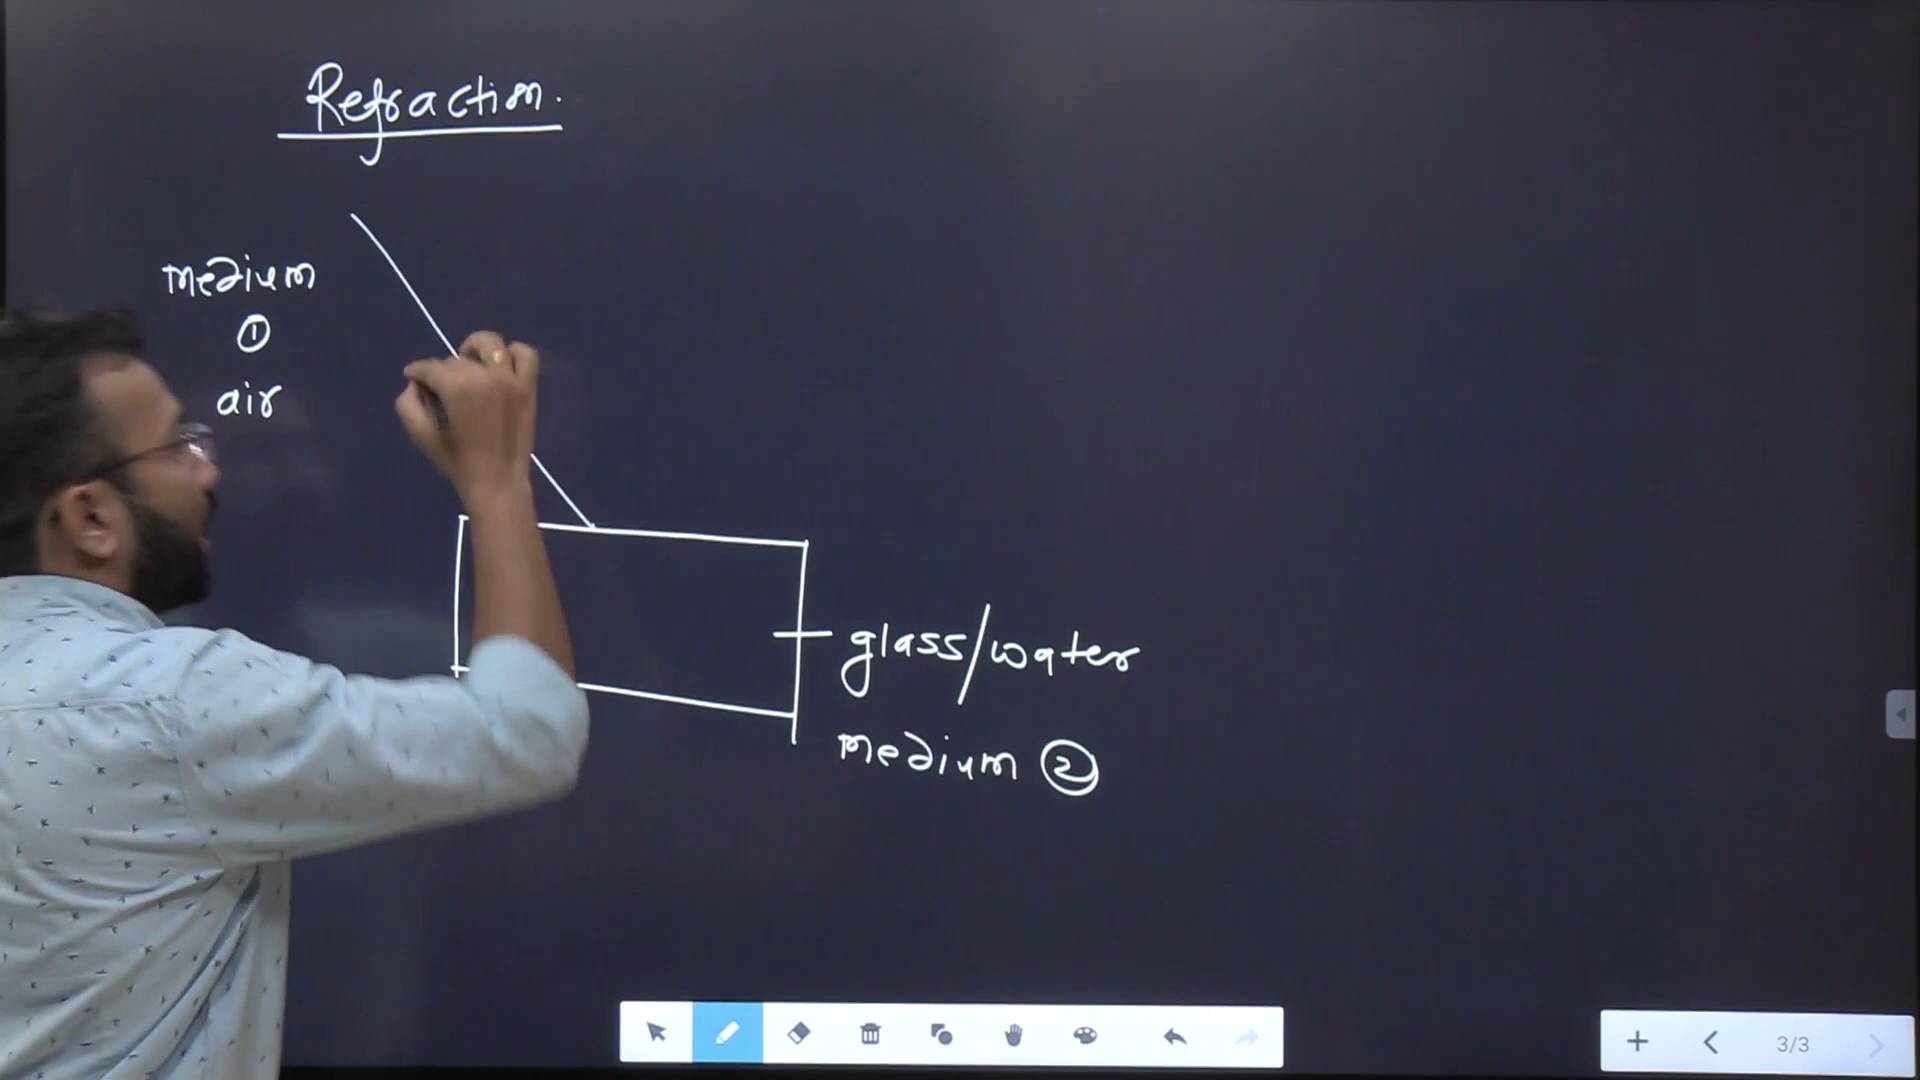 Refraction.
medium
①
air
glass/water
medium ②
3/3